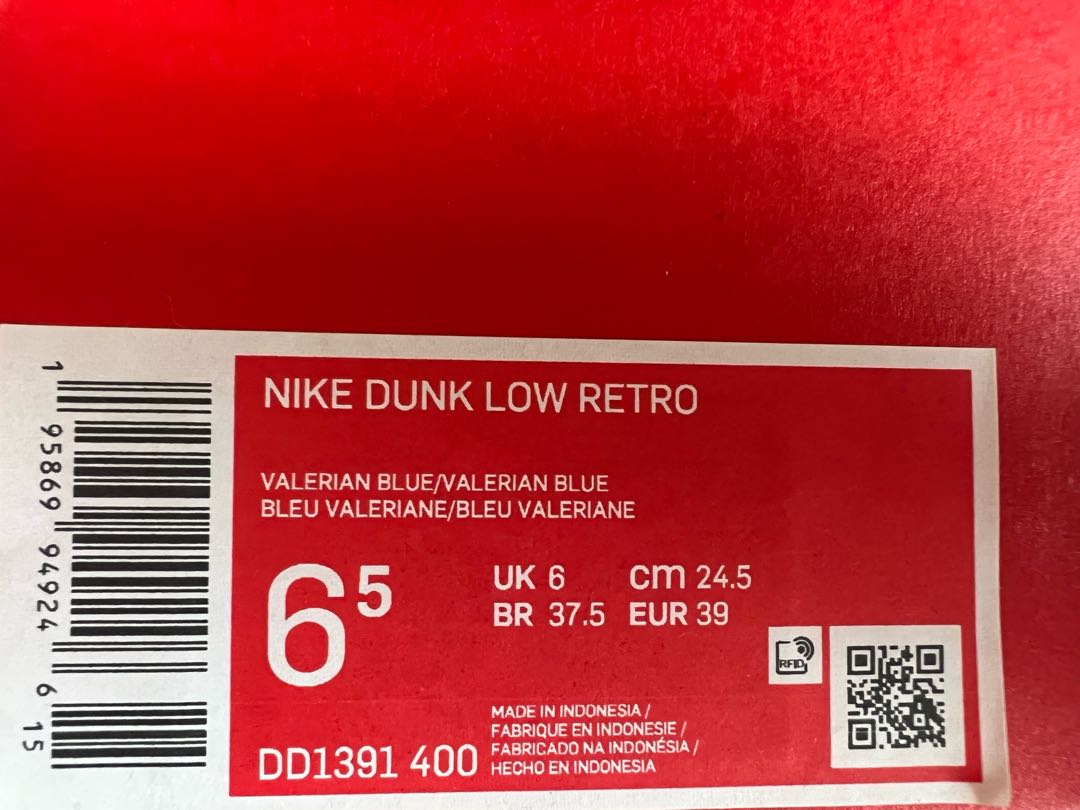 NIKE DUNK LOW RETRO
VALERIAN BLUE/VALERIAN BLUE
BLEU VALERIANE/BLEU VALERIANE
6⁵
UK 6 cm 24.5
BR 37.5 EUR 39
RFID
MADE IN INDONESIA /
FABRIQUE EN INDONESIE /
FABRICADO NA INDONÉSIA /
HECHO EN INDONESIA
DD1391 400
1 95869 94924 6 15